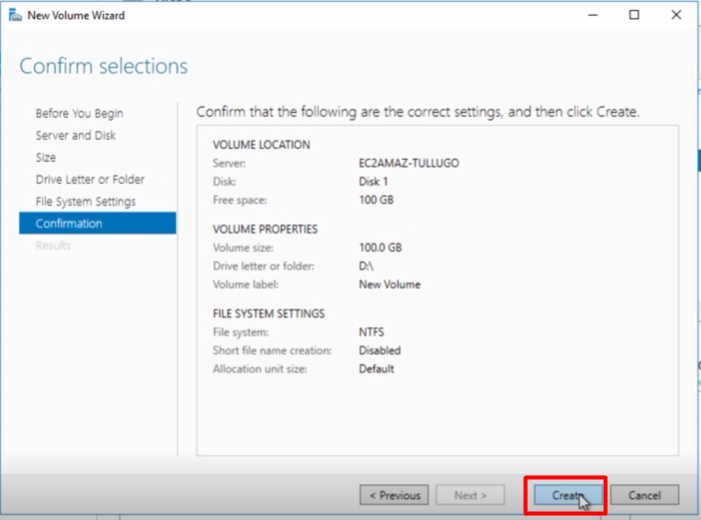 New Volume Wizard
Confirm selections
Before You Begin
Server and Disk
Size
Drive Letter or Folder
File System Settings
Confirmation
Results
Confirm that the following are the correct settings, and then click Create.
VOLUME LOCATION
Server: EC2AMAZ-TULLUGO
Disk: Disk 1
Free space: 100 GB
VOLUME PROPERTIES
Volume size: 100.0 GB
Drive letter or folder: D:\
Volume label: New Volume
FILE SYSTEM SETTINGS
File system: NTFS
Short file name creation: Disabled
Allocation unit size: Default
< Previous Next > Create Cancel